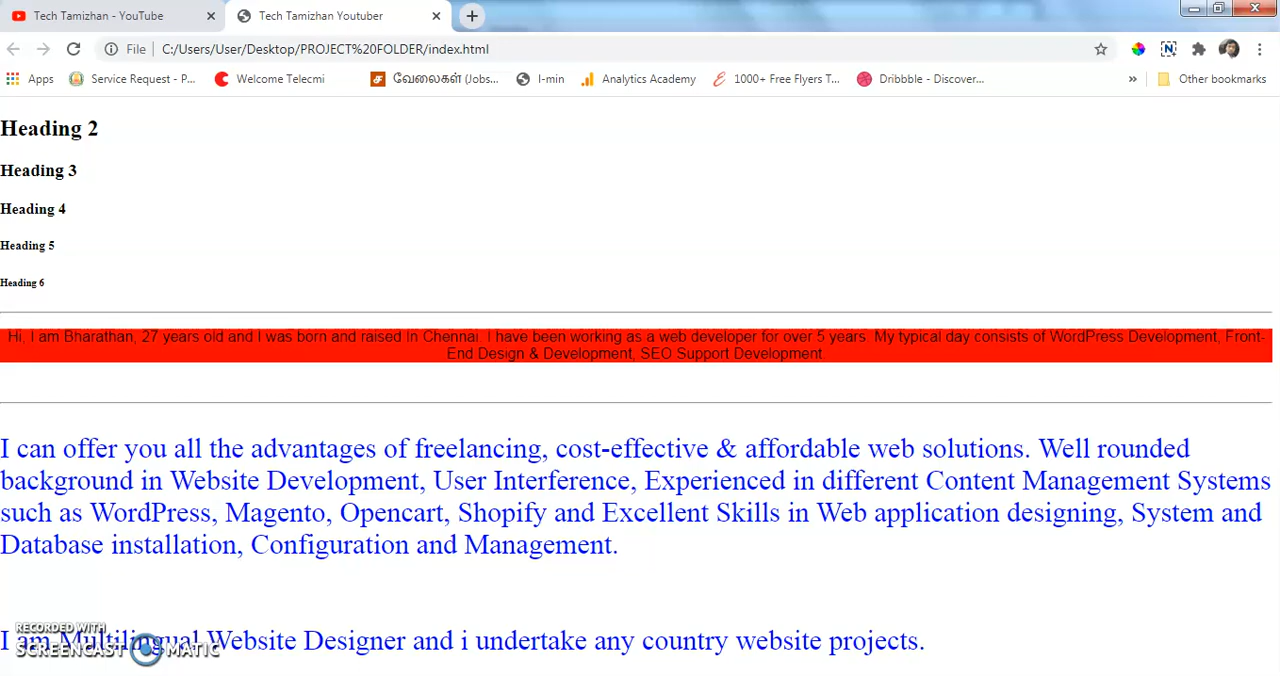 Tech Tamizhan - YouTube
Tech Tamizhan Youtuber
File | C:/Users/User/Desktop/PROJECT%20FOLDER/index.html
Apps Service Request - P... Welcome Telecmi வேலைகள் (Jobs... I-min Analytics Academy 1000+ Free Flyers T... Dribbble - Discover... » Other bookmarks
Heading 2
Heading 3
Heading 4
Heading 5
Heading 6
Hi, I am Bharathan, 27 years old and I was born and raised In Chennai. I have been working as a web developer for over 5 years. My typical day consists of WordPress Development, Front-
End Design & Development, SEO Support Development.
I can offer you all the advantages of freelancing, cost-effective & affordable web solutions. Well rounded
background in Website Development, User Interference, Experienced in different Content Management Systems
such as WordPress, Magento, Opencart, Shopify and Excellent Skills in Web application designing, System and
Database installation, Configuration and Management.
I am Multilingual Website Designer and i undertake any country website projects.
RECORDED WITH
SCREENCAST MATIC